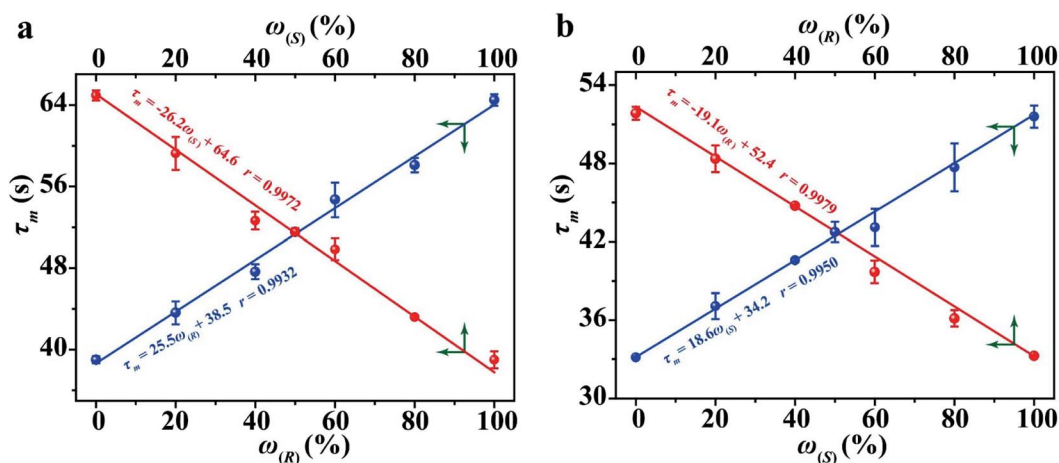 a
ω(S) (%)
0 20 40 60 80 100
τm (s)
64
56
48
40
τm = -26.2ω(S) + 64.6 r = 0.9972
τm = 25.5ω(R) + 38.5 r = 0.9932
0 20 40 60 80 100
ω(R) (%)
b
ω(R) (%)
0 20 40 60 80 100
τm (s)
54
48
42
36
30
τm = -19.1ω(R) + 52.4 r = 0.9979
τm = 18.6ω(S) + 34.2 r = 0.9950
0 20 40 60 80 100
ω(S) (%)